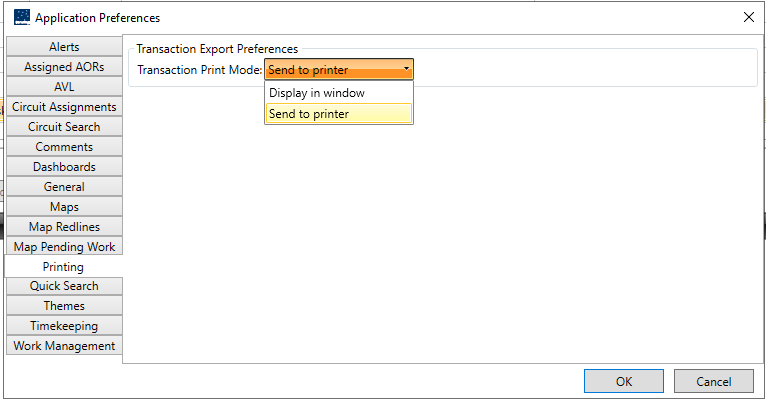 Application Preferences
Alerts
Assigned AORs
AVL
Circuit Assignments
Circuit Search
Comments
Dashboards
General
Maps
Map Redlines
Map Pending Work
Printing
Quick Search
Themes
Timekeeping
Work Management
Transaction Export Preferences
Transaction Print Mode: Send to printer
Display in window
Send to printer
OK Cancel